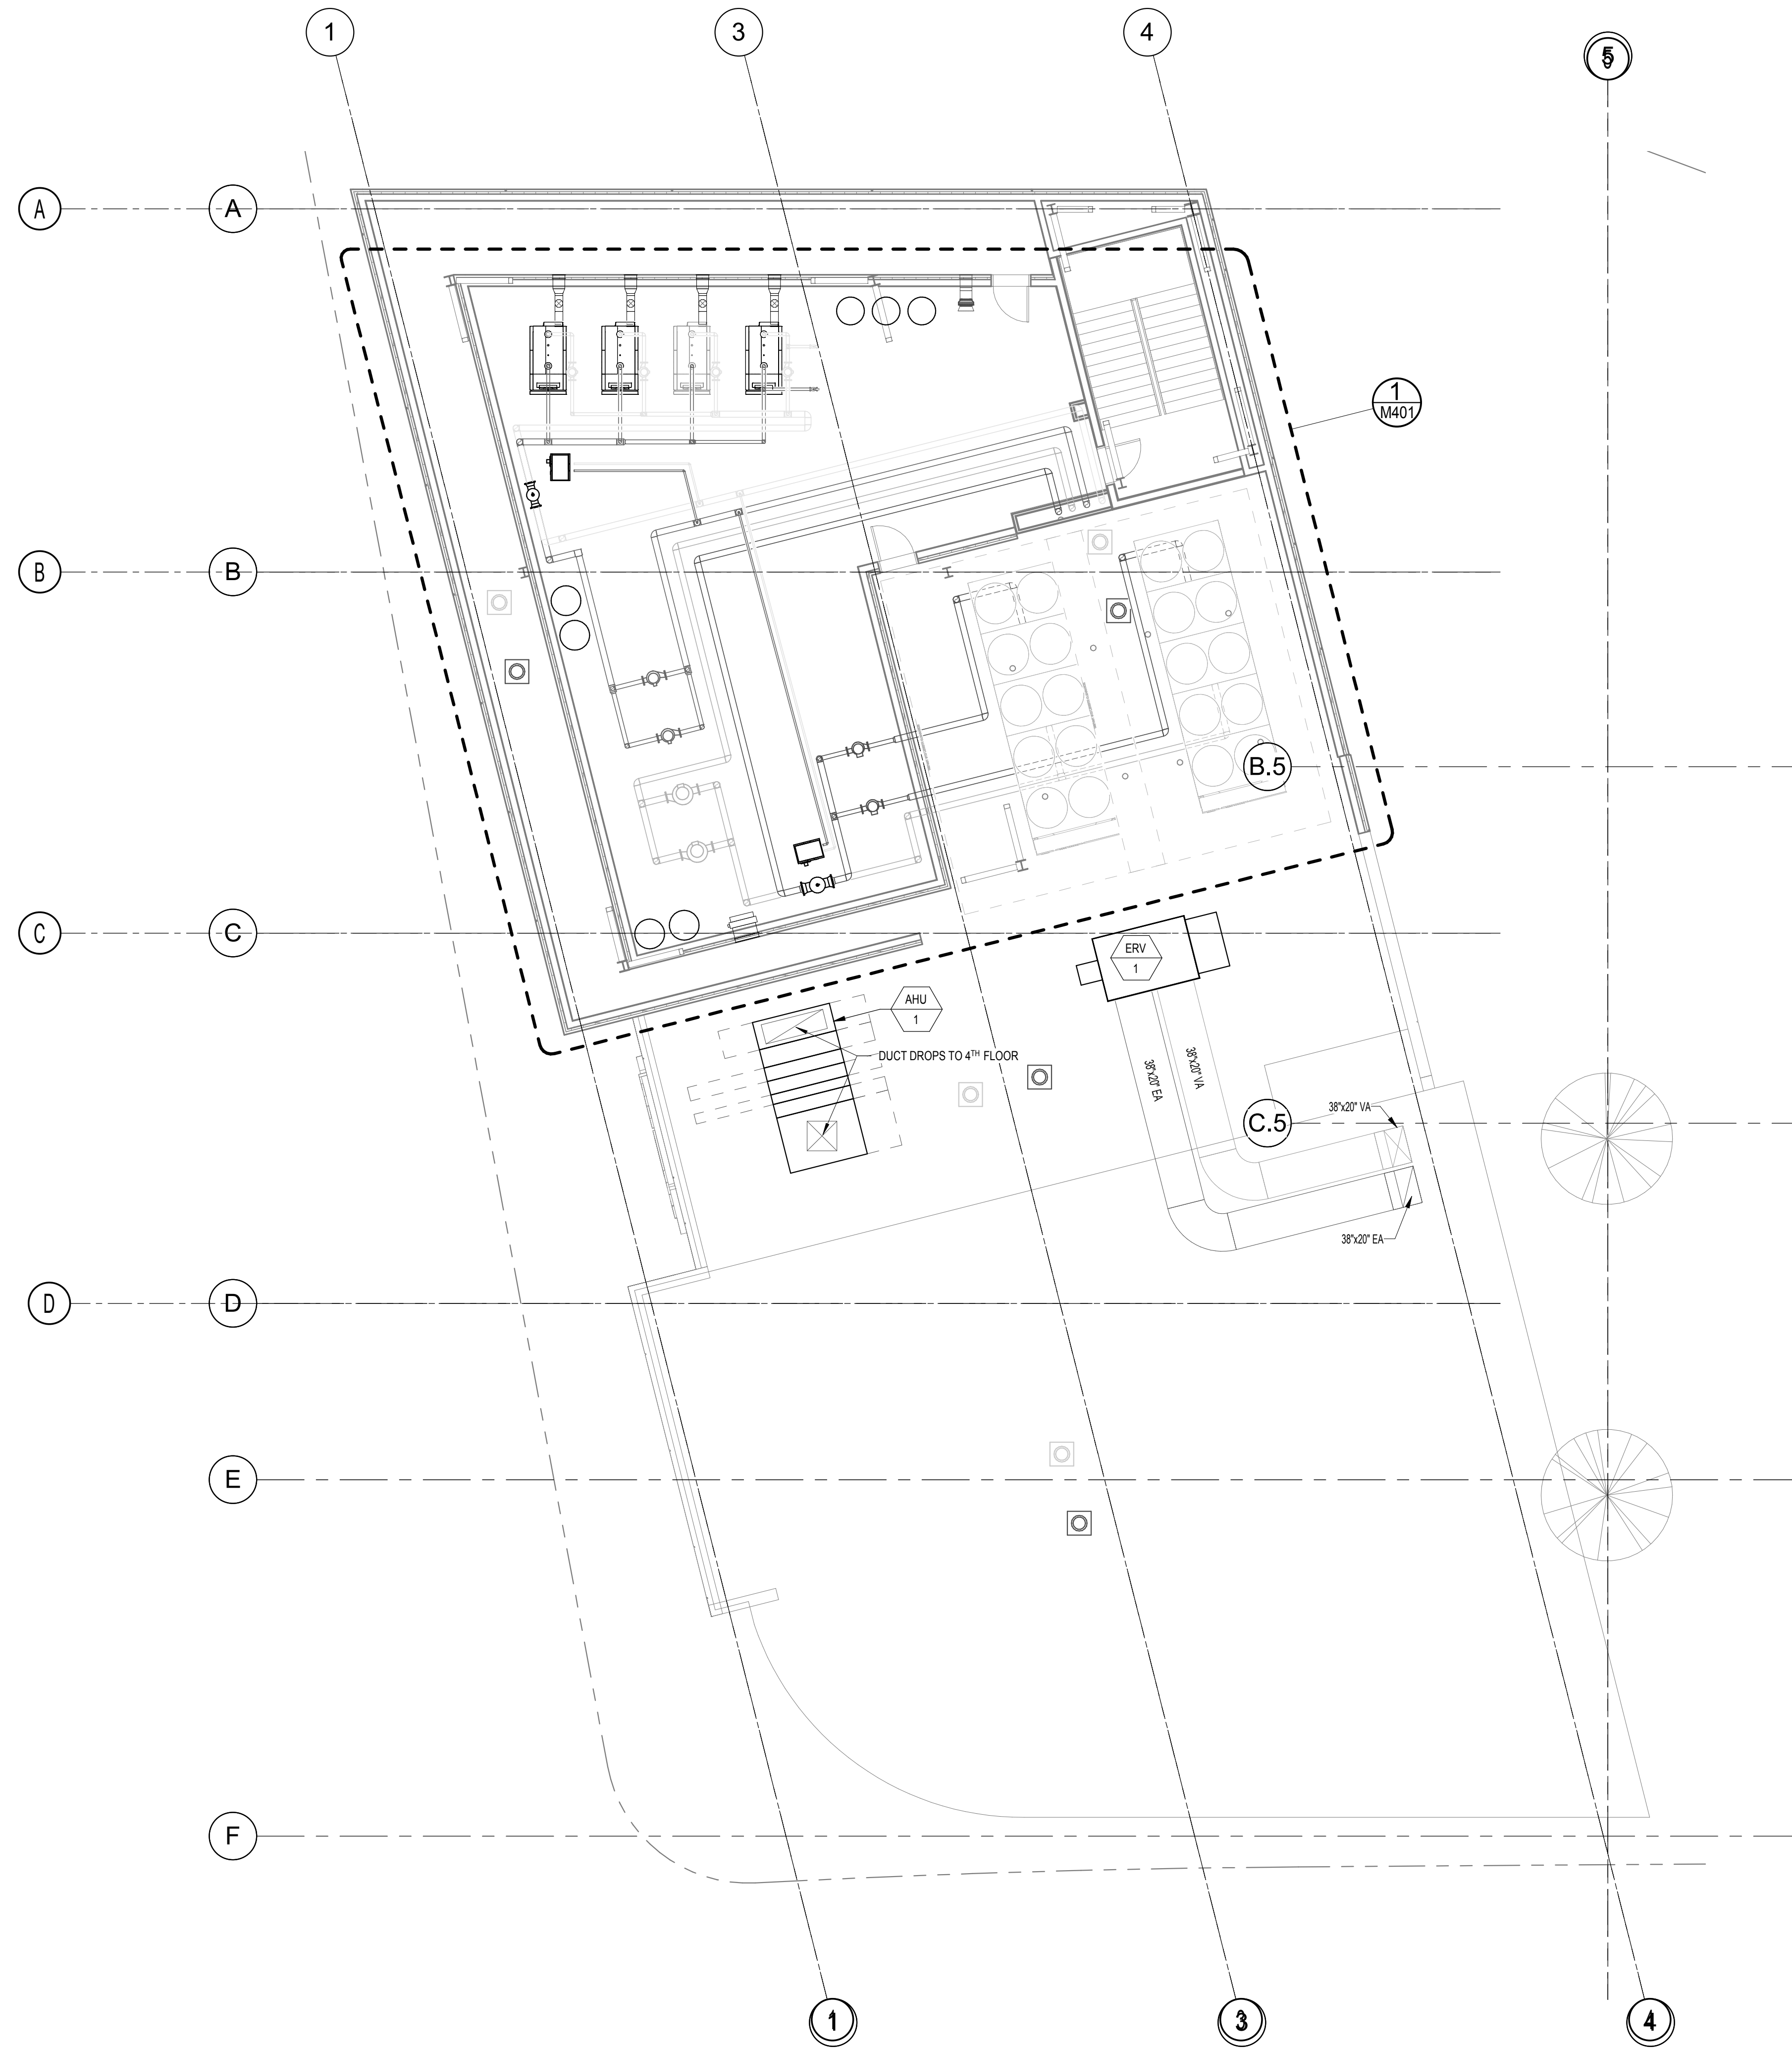 1
3
4
5
A
A
1
M401
B
B
B.5
C
C
ERV
1
AHU
1
DUCT DROPS TO 4TH FLOOR
38"x20" EA
38"x20" VA
38"x20" VA
C.5
38"x20" EA
D
D
E
F
1
3
4